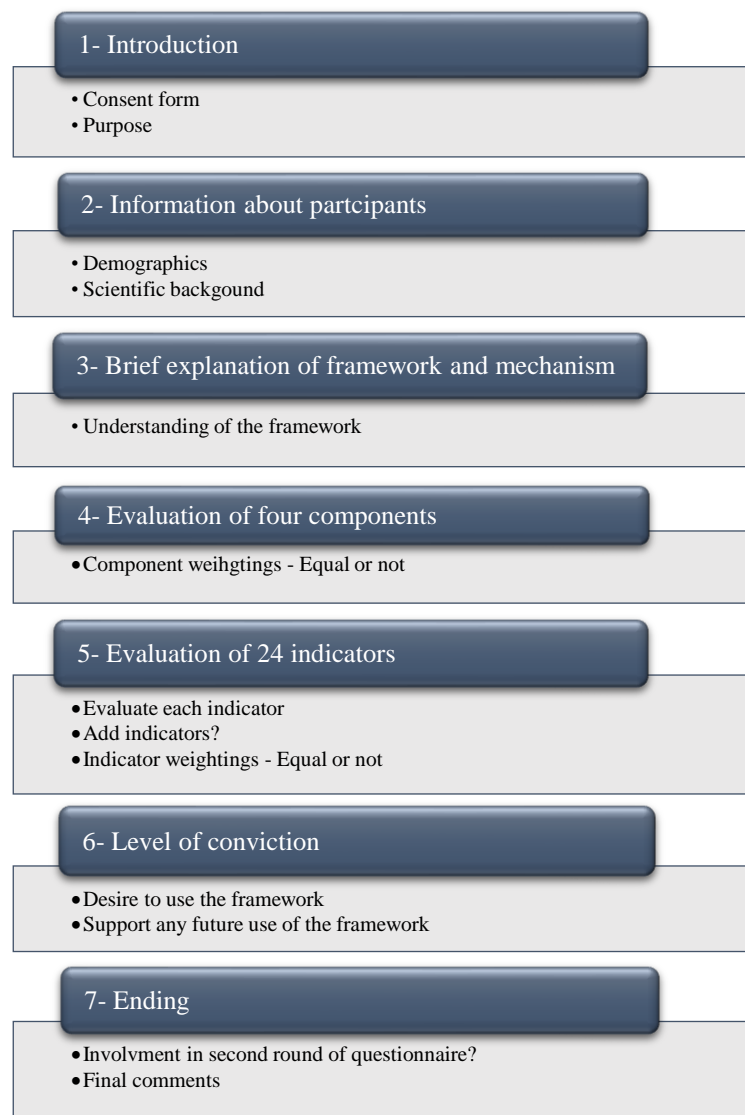 1- Introduction
• Consent form
• Purpose
2- Information about partcipants
• Demographics
• Scientific backgound
3- Brief explanation of framework and mechanism
• Understanding of the framework
4- Evaluation of four components
• Component weihgtings - Equal or not
5- Evaluation of 24 indicators
• Evaluate each indicator
• Add indicators?
• Indicator weightings - Equal or not
6- Level of conviction
• Desire to use the framework
• Support any future use of the framework
7- Ending
• Involvment in second round of questionnaire?
• Final comments